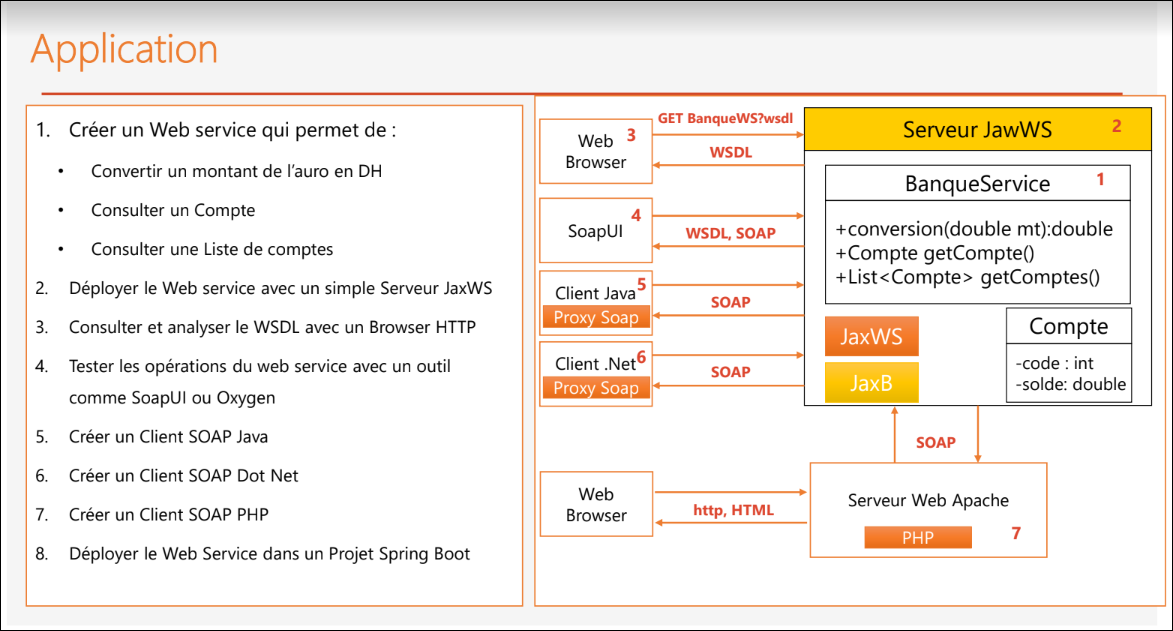 Application
1. Créer un Web service qui permet de :
• Convertir un montant de l'auro en DH
• Consulter un Compte
• Consulter une Liste de comptes
2. Déployer le Web service avec un simple Serveur JaxWS
3. Consulter et analyser le WSDL avec un Browser HTTP
4. Tester les opérations du web service avec un outil
comme SoapUI ou Oxygen
5. Créer un Client SOAP Java
6. Créer un Client SOAP Dot Net
7. Créer un Client SOAP PHP
8. Déployer le Web Service dans un Projet Spring Boot
Web 3
Browser
GET BanqueWS?wsdl
WSDL
SoapUI 4
WSDL, SOAP
Client Java 5
Proxy Soap
SOAP
Client .Net 6
Proxy Soap
SOAP
Serveur JawWS 2
BanqueService 1
+conversion(double mt):double
+Compte getCompte()
+List<Compte> getComptes()
JaxWS
JaxB
Compte
-code : int
-solde: double
SOAP
Web
Browser
http, HTML
Serveur Web Apache
PHP 7